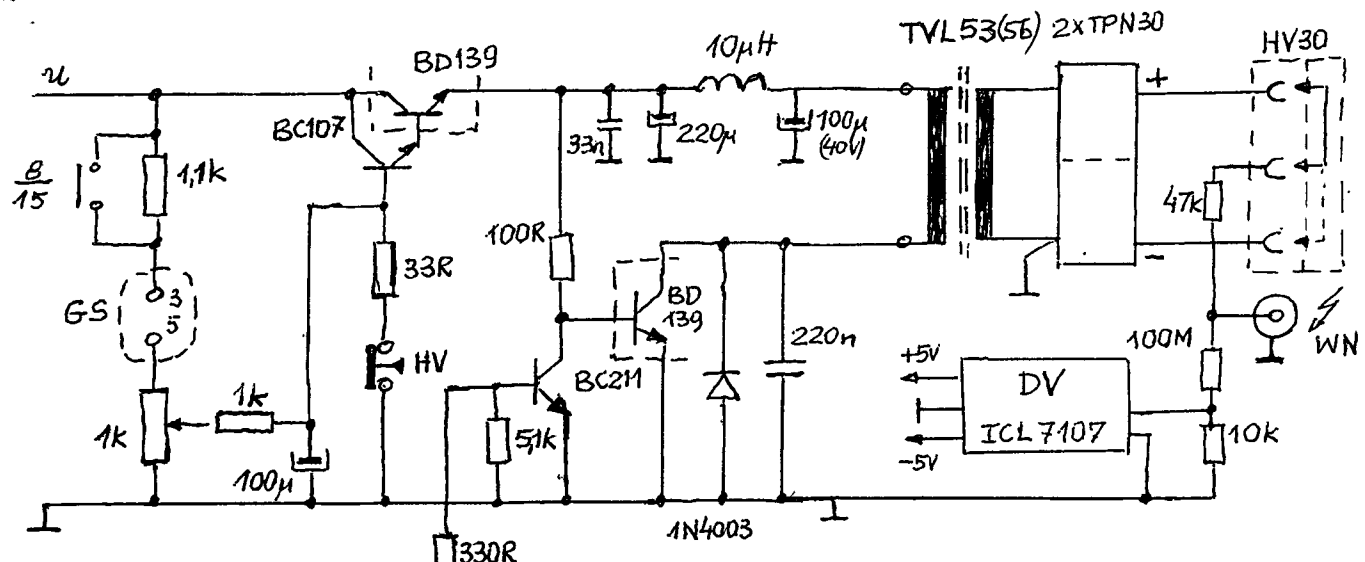 TVL53(56) 2xTPN30
HV30
u
BD139
10µH
BC107
33n
220µ
100µ
(40V)
+
8
15
1,1k
47k
100R
33R
GS
3
5
BD
139
-
WN
HV
BC211
220n
100M
+5V
DV
ICL7107
-5V
1k
1k
5,1k
10k
100µ
1N4003
330R